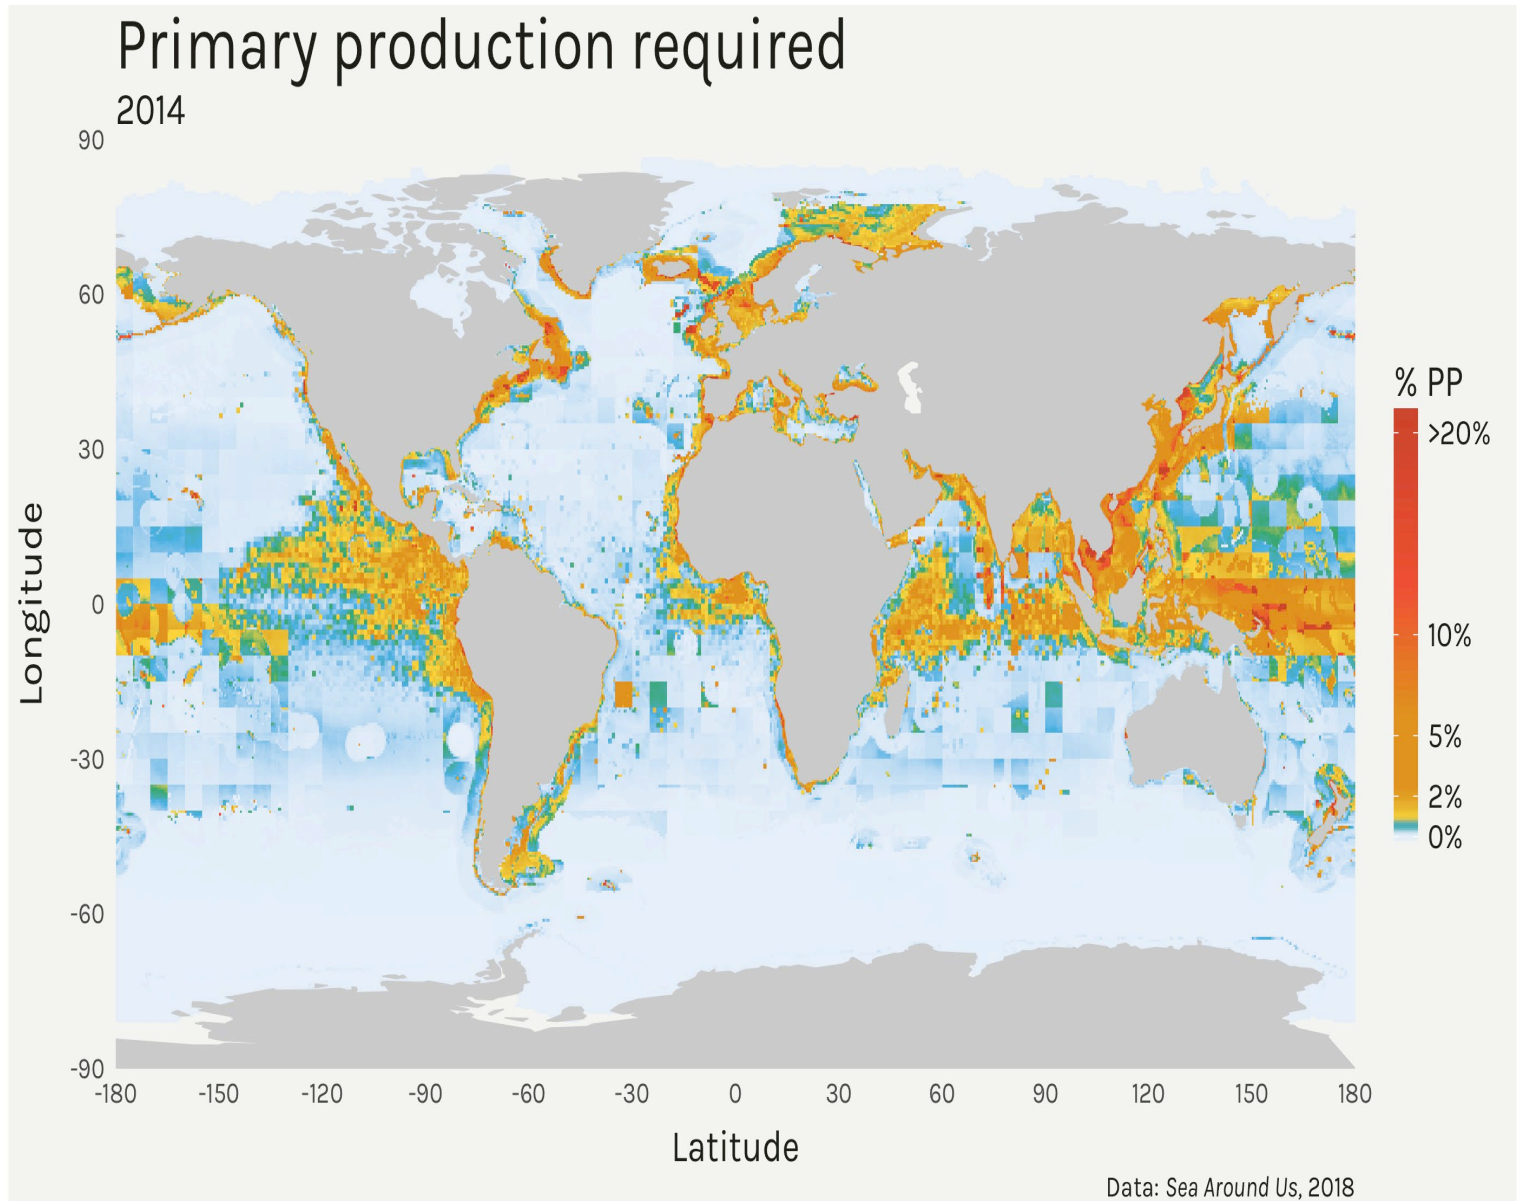 Primary production required
2014
90
60
30
0
-30
-60
-90
Longitude
-180 -150 -120 -90 -60 -30 0 30 60 90 120 150 180
Latitude
% PP
>20%
10%
5%
2%
0%
Data: Sea Around Us, 2018